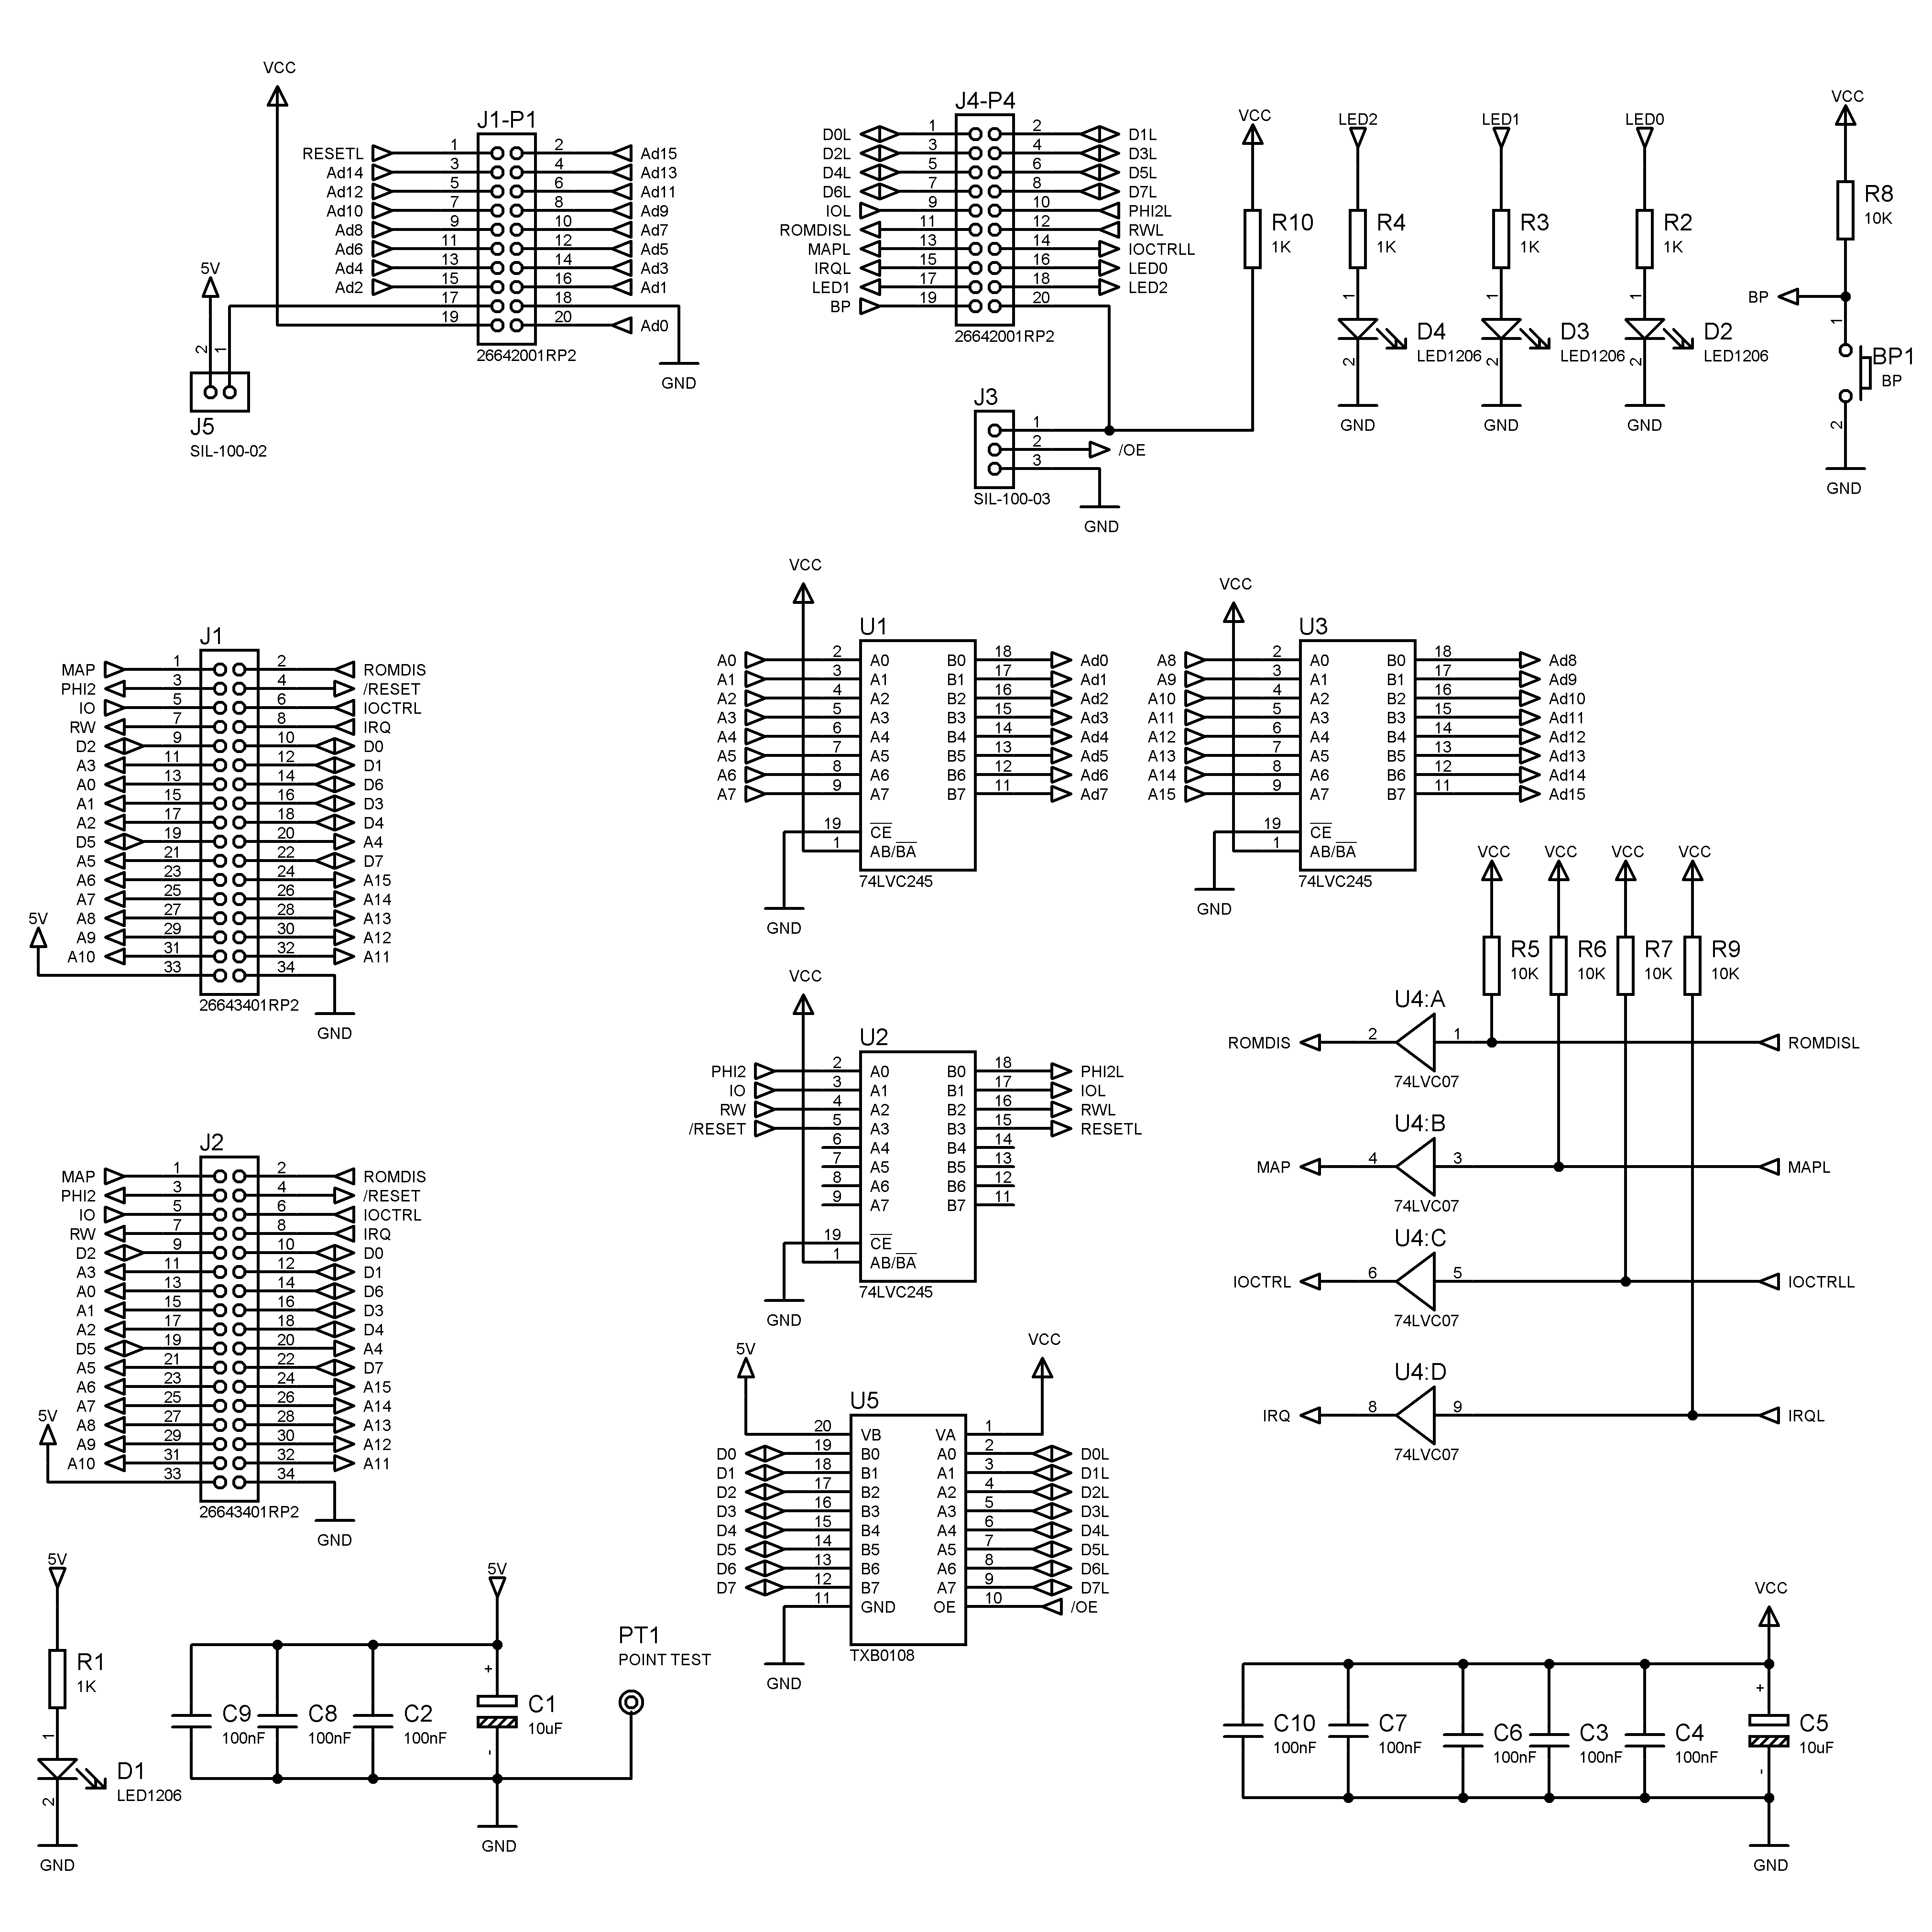 VCC
J1-P1
RESETL 1 2 Ad15
Ad14 3 4 Ad13
Ad12 5 6 Ad11
Ad10 7 8 Ad9
Ad8 9 10 Ad7
Ad6 11 12 Ad5
Ad4 13 14 Ad3
Ad2 15 16 Ad1
17 18
19 20 Ad0
26642001RP2
GND
5V
2 1
J5
SIL-100-02
J4-P4
D0L 1 2 D1L
D2L 3 4 D3L
D4L 5 6 D5L
D6L 7 8 D7L
IOL 9 10 PHI2L
ROMDISL 11 12 RWL
MAPL 13 14 IOCTRLL
IRQL 15 16 LED0
LED1 17 18 LED2
BP 19 20
26642001RP2
VCC
R10
1K
J3
1
2 /OE
3
SIL-100-03
GND
LED2
R4
1K
1
D4
LED1206
2
GND
LED1
R3
1K
1
D3
LED1206
2
GND
LED0
R2
1K
1
D2
LED1206
2
GND
VCC
R8
10K
BP
1
BP1
BP
2
GND
J1
MAP 1 2 ROMDIS
PHI2 3 4 /RESET
IO 5 6 IOCTRL
RW 7 8 IRQ
D2 9 10 D0
A3 11 12 D1
A0 13 14 D6
A1 15 16 D3
A2 17 18 D4
D5 19 20 A4
A5 21 22 D7
A6 23 24 A15
A7 25 26 A14
A8 27 28 A13
A9 29 30 A12
A10 31 32 A11
5V 33 34
26643401RP2
GND
VCC
U1
A0 2 A0 B0 18 Ad0
A1 3 A1 B1 17 Ad1
A2 4 A2 B2 16 Ad2
A3 5 A3 B3 15 Ad3
A4 6 A4 B4 14 Ad4
A5 7 A5 B5 13 Ad5
A6 8 A6 B6 12 Ad6
A7 9 A7 B7 11 Ad7
19 CE
1 AB/BA
74LVC245
GND
VCC
U3
A8 2 A0 B0 18 Ad8
A9 3 A1 B1 17 Ad9
A10 4 A2 B2 16 Ad10
A11 5 A3 B3 15 Ad11
A12 6 A4 B4 14 Ad12
A13 7 A5 B5 13 Ad13
A14 8 A6 B6 12 Ad14
A15 9 A7 B7 11 Ad15
19 CE
1 AB/BA
74LVC245
GND
VCC VCC VCC VCC
R5 R6 R7 R9
10K 10K 10K 10K
U4:A
ROMDIS 2 1 ROMDISL
74LVC07
U4:B
MAP 4 3 MAPL
74LVC07
U4:C
IOCTRL 6 5 IOCTRLL
74LVC07
U4:D
IRQ 8 9 IRQL
74LVC07
VCC
U2
PHI2 2 A0 B0 18 PHI2L
IO 3 A1 B1 17 IOL
RW 4 A2 B2 16 RWL
/RESET 5 A3 B3 15 RESETL
6 A4 B4 14
7 A5 B5 13
8 A6 B6 12
9 A7 B7 11
19 CE
1 AB/BA
74LVC245
GND
J2
MAP 1 2 ROMDIS
PHI2 3 4 /RESET
IO 5 6 IOCTRL
RW 7 8 IRQ
D2 9 10 D0
A3 11 12 D1
A0 13 14 D6
A1 15 16 D3
A2 17 18 D4
D5 19 20 A4
A5 21 22 D7
A6 23 24 A15
A7 25 26 A14
A8 27 28 A13
A9 29 30 A12
A10 31 32 A11
5V 33 34
26643401RP2
GND
5V VCC
U5
20 VB VA 1
D0 19 B0 A0 2 D0L
D1 18 B1 A1 3 D1L
D2 17 B2 A2 4 D2L
D3 16 B3 A3 5 D3L
D4 15 B4 A4 6 D4L
D5 14 B5 A5 7 D5L
D6 13 B6 A6 8 D6L
D7 12 B7 A7 9 D7L
11 GND OE 10 /OE
TXB0108
GND
5V
R1
1K
1
D1
LED1206
2
GND
5V
+
C9 C8 C2 C1
100nF 100nF 100nF 10uF
-
GND
PT1
POINT TEST
VCC
+
C10 C7 C6 C3 C4 C5
100nF 100nF 100nF 100nF 100nF 10uF
-
GND